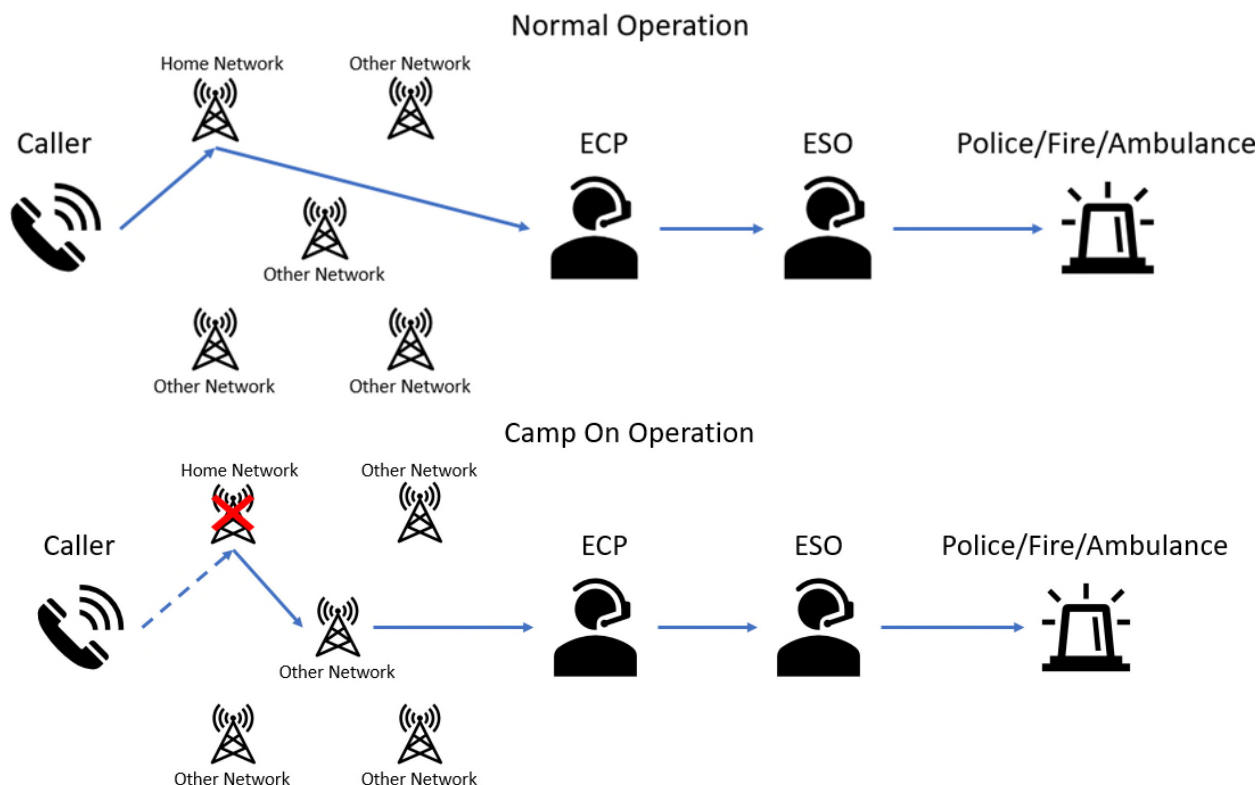 Normal Operation
Home Network
Other Network
Caller
ECP
ESO
Police/Fire/Ambulance
Other Network
Other Network
Other Network
Camp On Operation
Home Network
Other Network
Caller
ECP
ESO
Police/Fire/Ambulance
Other Network
Other Network
Other Network